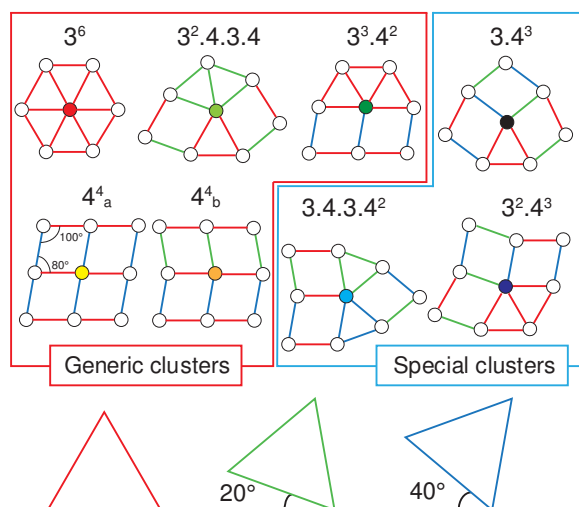 3⁶ 3².4.3.4 3³.4² 3.4³
4⁴ₐ 4⁴b 3.4.3.4² 3².4³
100°
80°
Generic clusters Special clusters
20° 40°